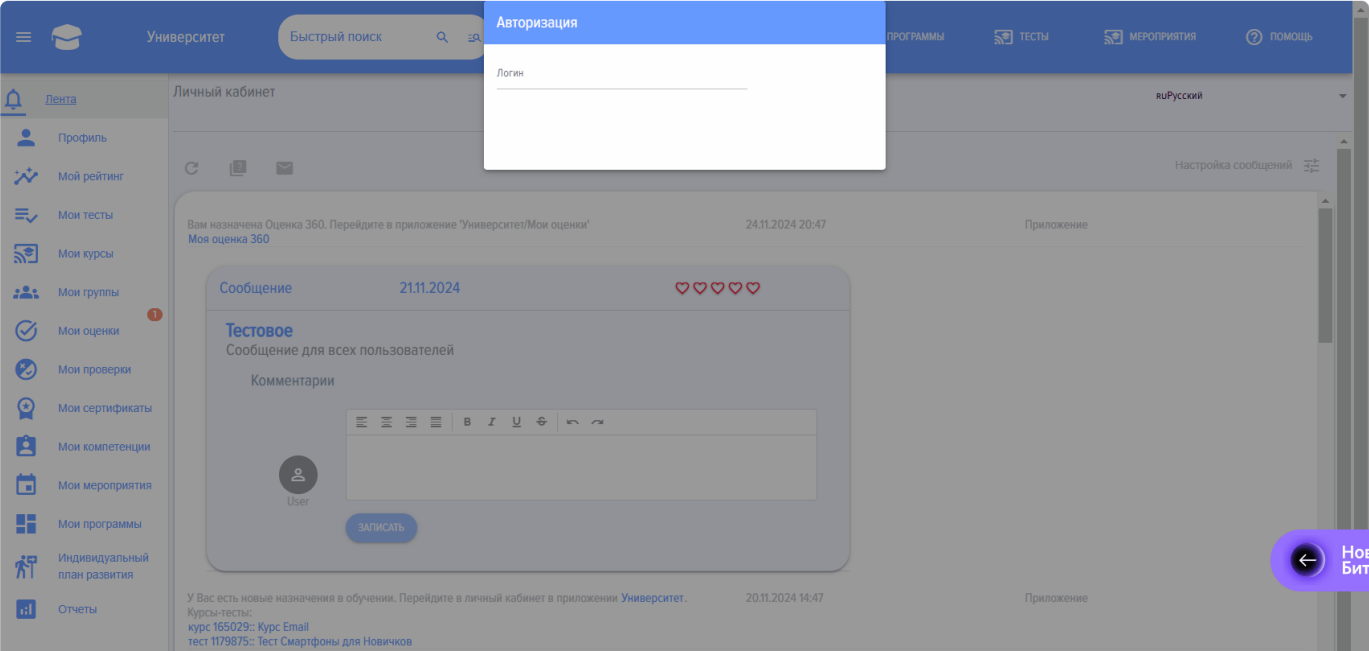 Университет
Быстрый поиск
Авторизация
Логин
ПРОГРАММЫ
ТЕСТЫ
МЕРОПРИЯТИЯ
ПОМОЩЬ
Лента
Профиль
Мой рейтинг
Мои тесты
Мои курсы
Мои группы
1
Мои оценки
Мои проверки
Мои сертификаты
Мои компетенции
Мои мероприятия
Мои программы
Индивидуальный
план развития
Отчеты
Личный кабинет
RUРусский
Настройка сообщений
Вам назначена Оценка 360. Перейдите в приложение 'Университет/Мои оценки' 24.11.2024 20:47 Приложение
Моя оценка 360
Сообщение 21.11.2024
Тестовое
Сообщение для всех пользователей
Комментарии
B I U S
User
ЗАПИСАТЬ
У Вас есть новые назначения в обучении. Перейдите в личный кабинет в приложении Университет. 20.11.2024 14:47 Приложение
Курсы-тесты:
курс 165029:: Курс Email
тест 1179875:: Тест Смартфоны для Новичков
Нов
Бит